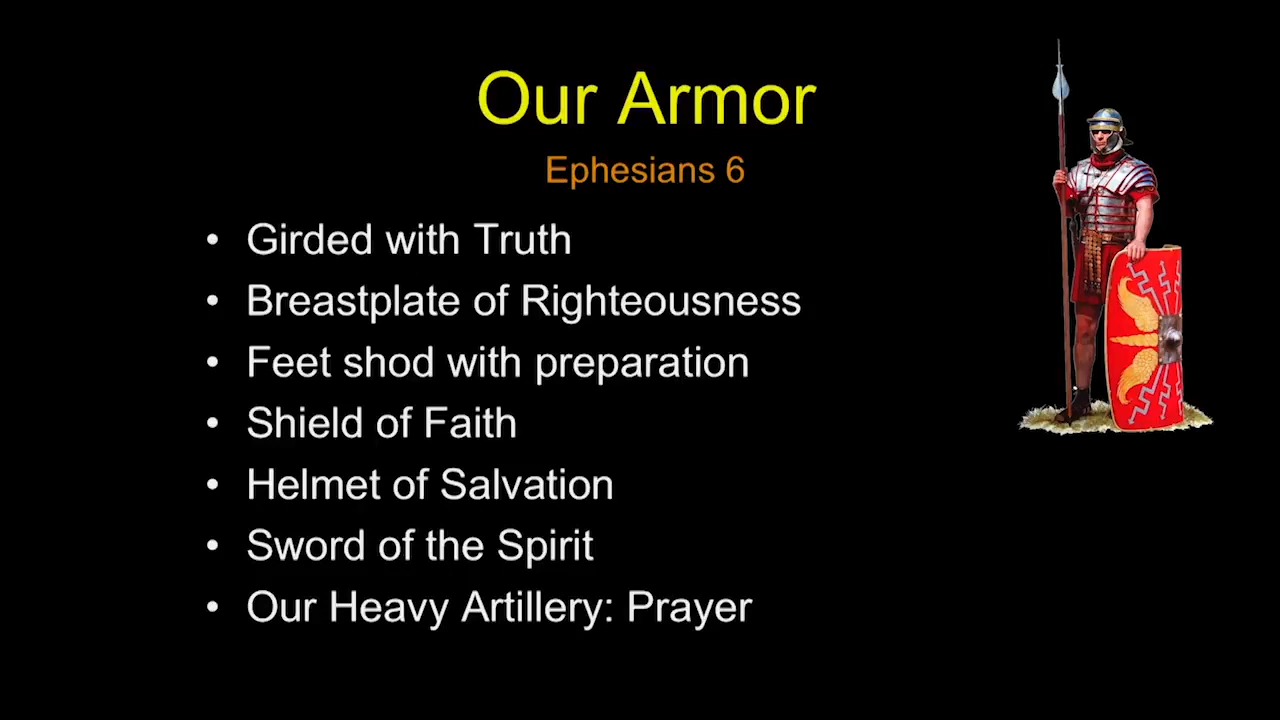 Our Armor
Ephesians 6
• Girded with Truth
• Breastplate of Righteousness
• Feet shod with preparation
• Shield of Faith
• Helmet of Salvation
• Sword of the Spirit
• Our Heavy Artillery: Prayer